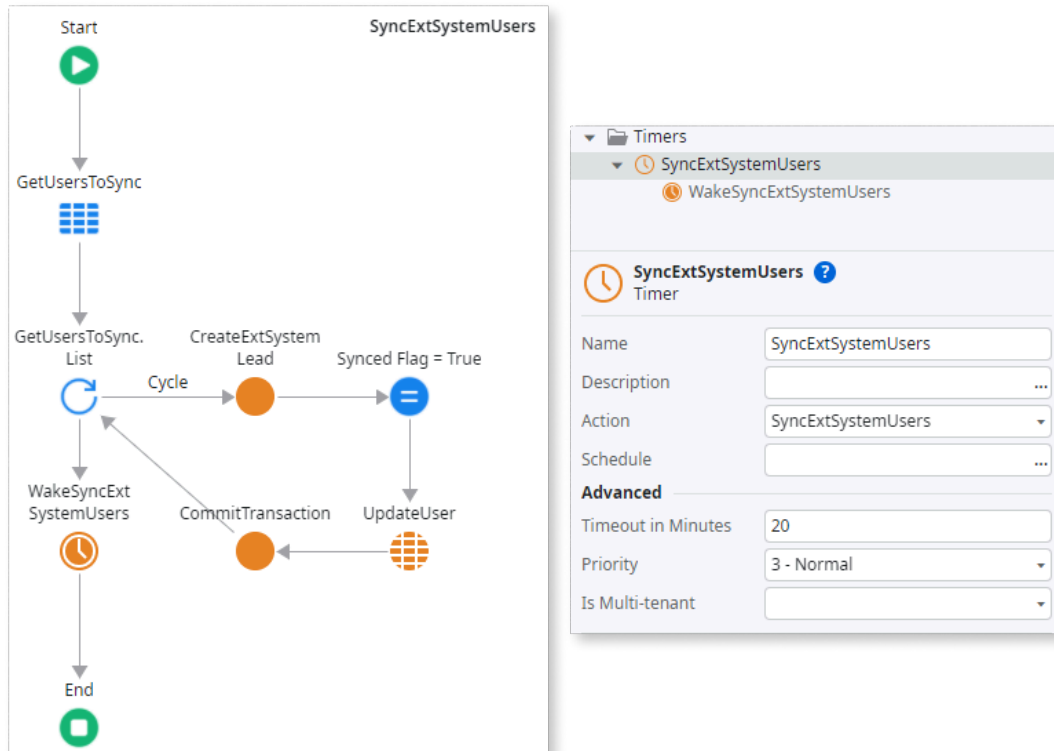 Start
SyncExtSystemUsers
GetUsersToSync
GetUsersToSync.
List
Cycle
CreateExtSystem
Lead
Synced Flag = True
WakeSyncExt
SystemUsers
CommitTransaction
UpdateUser
End
Timers
SyncExtSystemUsers
WakeSyncExtSystemUsers
SyncExtSystemUsers ?
Timer
Name SyncExtSystemUsers
Description ...
Action SyncExtSystemUsers
Schedule ...
Advanced
Timeout in Minutes 20
Priority 3 - Normal
Is Multi-tenant